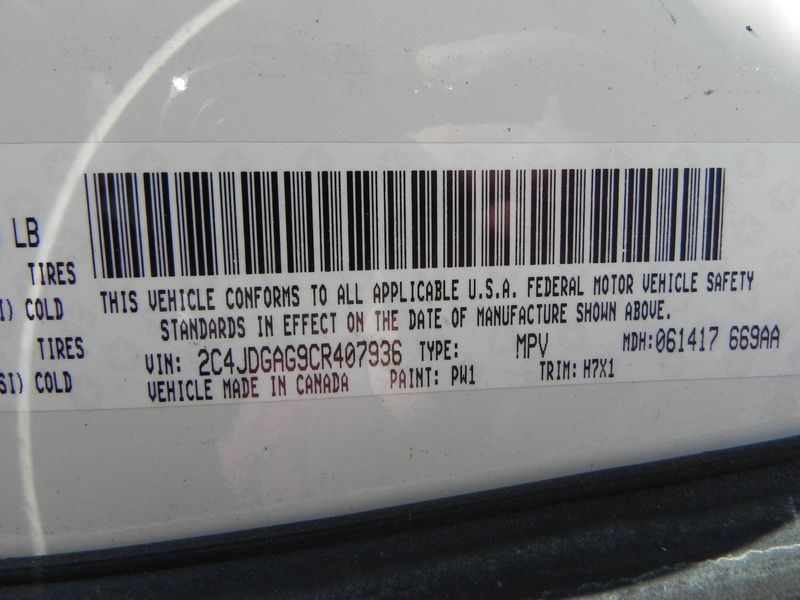 LB
TIRES
SI) COLD
TIRES
SI) COLD
THIS VEHICLE CONFORMS TO ALL APPLICABLE U.S.A. FEDERAL MOTOR VEHICLE SAFETY
STANDARDS IN EFFECT ON THE DATE OF MANUFACTURE SHOWN ABOVE.
VIN: 2C4JDGAG9CR407936 TYPE: MPV MDH:061417 669AA
VEHICLE MADE IN CANADA PAINT: PW1 TRIM: H7X1